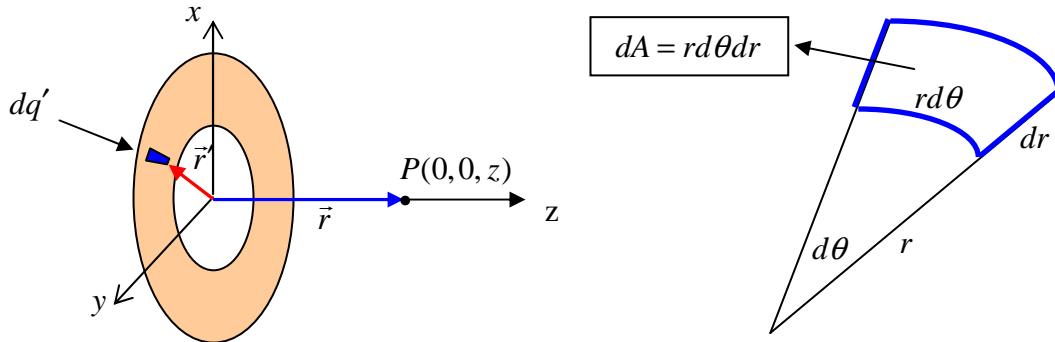 x
dq′
r⃗′
P(0,0,z)
r⃗
z
y
dA = rdθdr
rdθ
dr
dθ
r